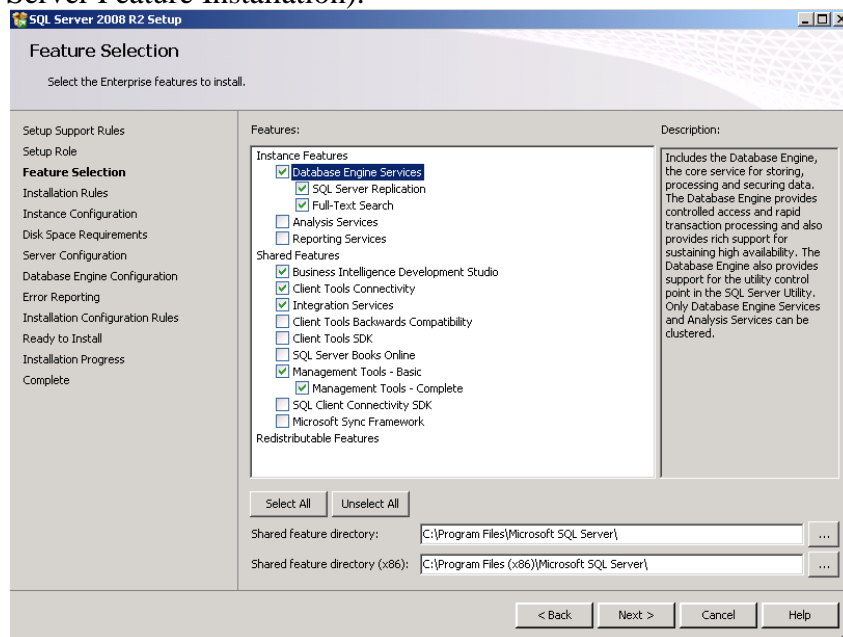 Server Feature Installation).
SQL Server 2008 R2 Setup
Feature Selection
Select the Enterprise features to install.
Setup Support Rules
Setup Role
Feature Selection
Installation Rules
Instance Configuration
Disk Space Requirements
Server Configuration
Database Engine Configuration
Error Reporting
Installation Configuration Rules
Ready to Install
Installation Progress
Complete
Features:
Instance Features
Database Engine Services
SQL Server Replication
Full-Text Search
Analysis Services
Reporting Services
Shared Features
Business Intelligence Development Studio
Client Tools Connectivity
Integration Services
Client Tools Backwards Compatibility
Client Tools SDK
SQL Server Books Online
Management Tools - Basic
Management Tools - Complete
SQL Client Connectivity SDK
Microsoft Sync Framework
Redistributable Features
Description:
Includes the Database Engine,
the core service for storing,
processing and securing data.
The Database Engine provides
controlled access and rapid
transaction processing and also
provides rich support for
sustaining high availability. The
Database Engine also provides
support for the utility control
point in the SQL Server Utility.
Only Database Engine Services
and Analysis Services can be
clustered.
Select All
Unselect All
Shared feature directory:
C:\Program Files\Microsoft SQL Server\
...
Shared feature directory (x86):
C:\Program Files (x86)\Microsoft SQL Server\
...
< Back
Next >
Cancel
Help